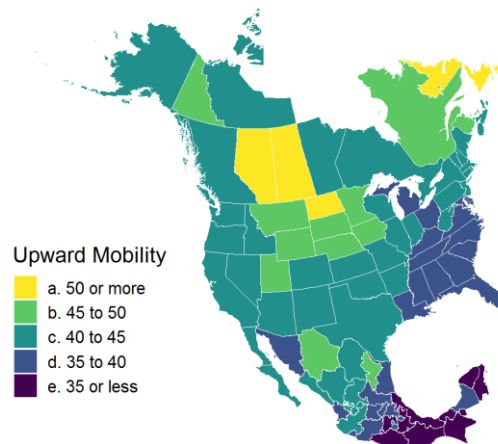 Upward Mobility
a. 50 or more
b. 45 to 50
c. 40 to 45
d. 35 to 40
e. 35 or less